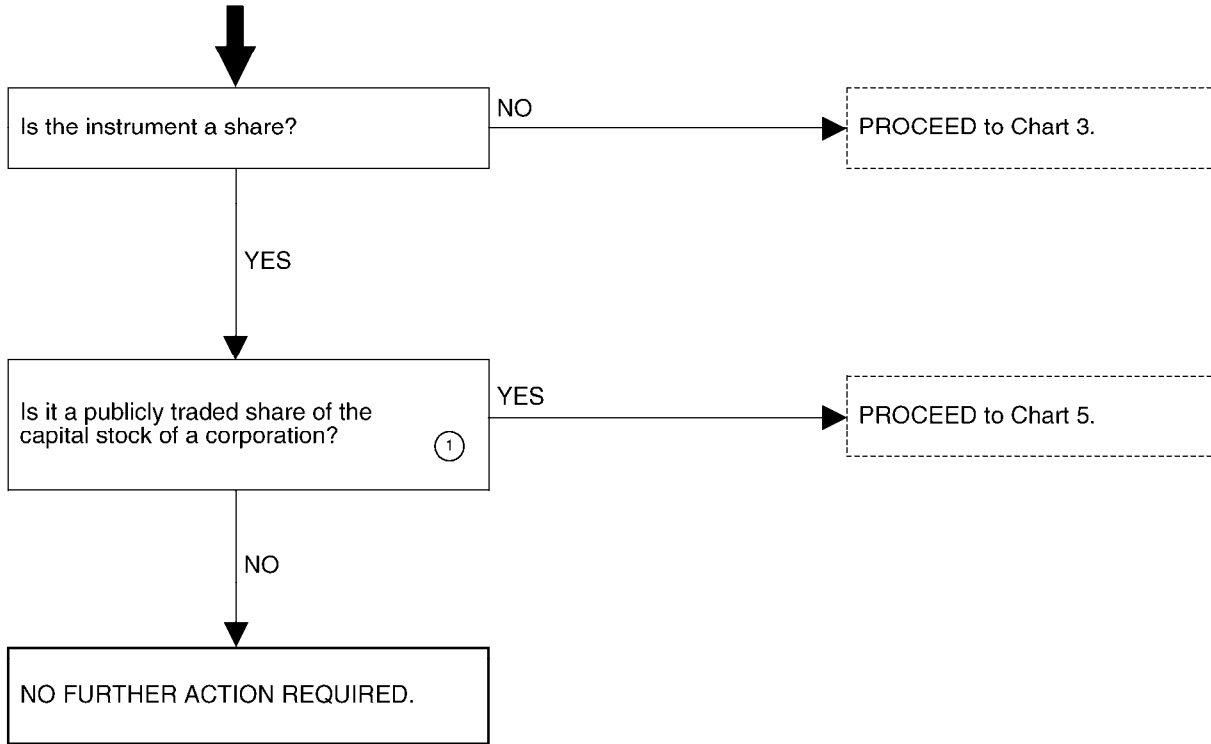 Is the instrument a share?
NO
PROCEED to Chart 3.
YES
Is it a publicly traded share of the
capital stock of a corporation?
1
YES
PROCEED to Chart 5.
NO
NO FURTHER ACTION REQUIRED.